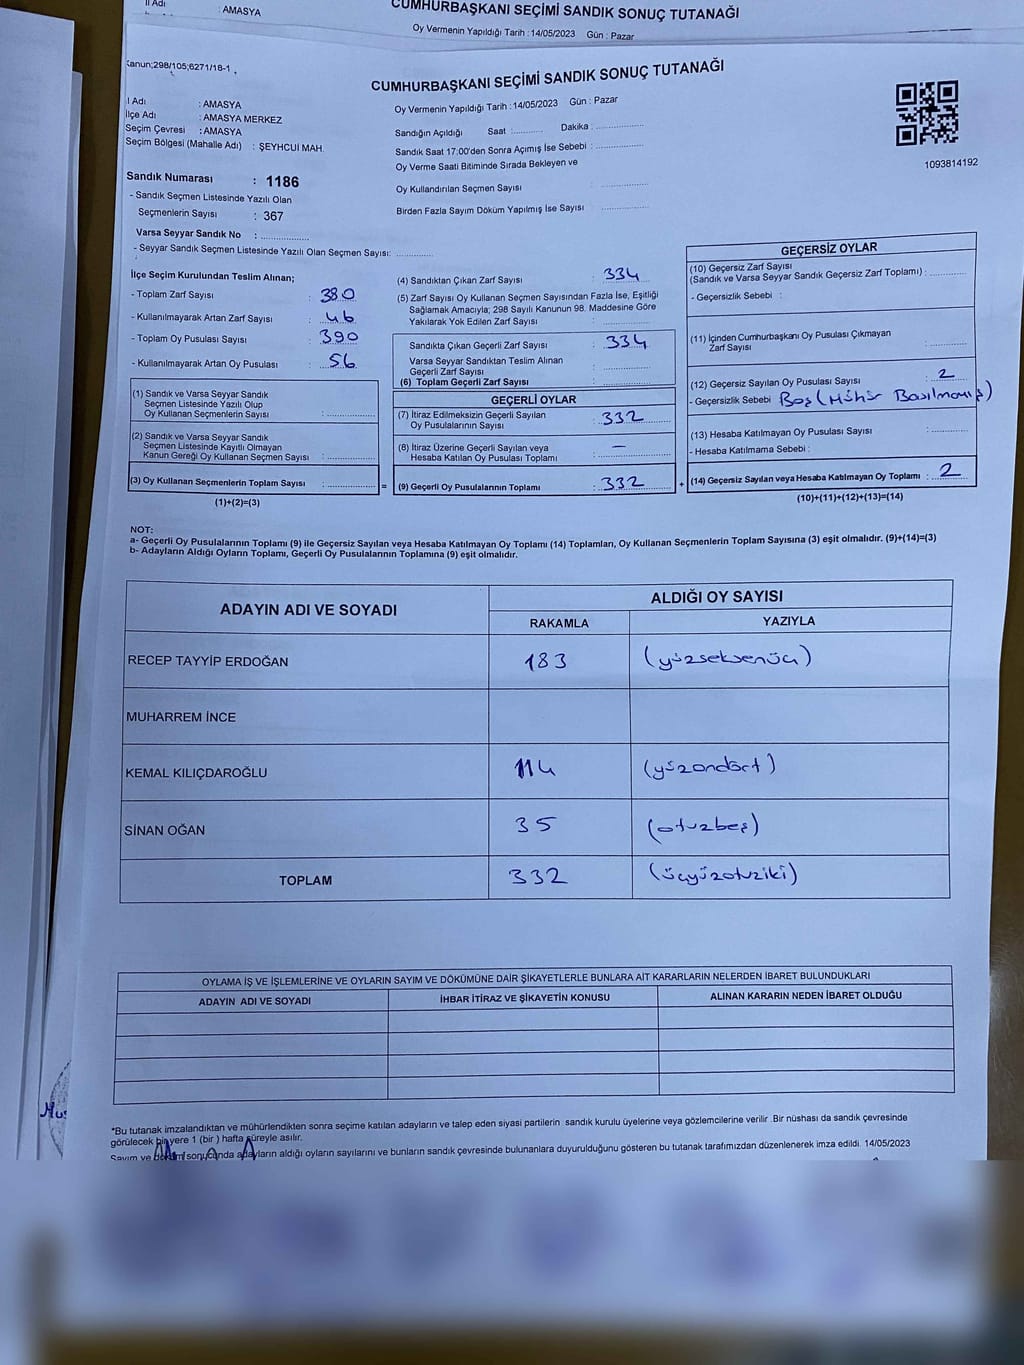 İl Adı : AMASYA
CUMHURBAŞKANI SEÇİMİ SANDIK SONUÇ TUTANAĞI
Oy Vermenin Yapıldığı Tarih : 14/05/2023 Gün : Pazar
Kanun;298/105;6271/18-1
CUMHURBAŞKANI SEÇİMİ SANDIK SONUÇ TUTANAĞI
İl Adı : AMASYA
İlçe Adı : AMASYA MERKEZ
Seçim Çevresi : AMASYA
Seçim Bölgesi (Mahalle Adı) : ŞEYHCUİ MAH.
Oy Vermenin Yapıldığı Tarih : 14/05/2023 Gün : Pazar
Sandığın Açıldığı Saat :.......... Dakika :..............
Sandık Saat 17:00'den Sonra Açımış İse Sebebi :..............
Oy Verme Saati Bitiminde Sırada Bekleyen ve
Oy Kullandırılan Seçmen Sayısı :..............
Birden Fazla Sayım Döküm Yapılmış İse Sayısı ..............
1093814192
Sandık Numarası : 1186
- Sandık Seçmen Listesinde Yazılı Olan
Seçmenlerin Sayısı : 367
Varsa Seyyar Sandık No :..............
- Seyyar Sandık Seçmen Listesinde Yazılı Olan Seçmen Sayısı:..............
İlçe Seçim Kurulundan Teslim Alınan;
- Toplam Zarf Sayısı : 380
- Kullanılmayarak Artan Zarf Sayısı : 46
- Toplam Oy Pusulası Sayısı : 390
- Kullanılmayarak Artan Oy Pusulası : 56
(1) Sandık ve Varsa Seyyar Sandık
Seçmen Listesinde Yazılı Olup
Oy Kullanan Seçmenlerin Sayısı :..............
(2) Sandık ve Varsa Seyyar Sandık
Seçmen Listesinde Kayıtlı Olmayan
Kanun Gereği Oy Kullanan Seçmen Sayısı :..............
(3) Oy Kullanan Seçmenlerin Toplam Sayısı :..............
(1)+(2)=(3)
(4) Sandıktan Çıkan Zarf Sayısı : 334
(5) Zarf Sayısı Oy Kullanan Seçmen Sayısından Fazla İse, Eşitliği
Sağlamak Amacıyla; 298 Sayılı Kanunun 98. Maddesine Göre
Yakılarak Yok Edilen Zarf Sayısı :..............
Sandıkta Çıkan Geçerli Zarf Sayısı : 334
Varsa Seyyar Sandıktan Teslim Alınan
Geçerli Zarf Sayısı :..............
(6) Toplam Geçerli Zarf Sayısı :..............
GEÇERLİ OYLAR
(7) İtiraz Edilmeksizin Geçerli Sayılan
Oy Pusulalarının Sayısı : 332
(8) İtiraz Üzerine Geçerli Sayılan veya
Hesaba Katılan Oy Pusulası Toplamı : —
= (9) Geçerli Oy Pusulalarının Toplamı : 332
GEÇERSİZ OYLAR
(10) Geçersiz Zarf Sayısı
(Sandık ve Varsa Seyyar Sandık Geçersiz Zarf Toplamı) :..............
- Geçersizlik Sebebi :
(11) İçinden Cumhurbaşkanı Oy Pusulası Çıkmayan
Zarf Sayısı :..............
(12) Geçersiz Sayılan Oy Pusulası Sayısı : 2
- Geçersizlik Sebebi Boş (Mühür Basılmamış)
(13) Hesaba Katılmayan Oy Pusulası Sayısı :..............
- Hesaba Katılmama Sebebi :
+ (14) Geçersiz Sayılan veya Hesaba Katılmayan Oy Toplamı : 2
(10)+(11)+(12)+(13)=(14)
NOT:
a- Geçerli Oy Pusulalarının Toplamı (9) ile Geçersiz Sayılan veya Hesaba Katılmayan Oy Toplamı (14) Toplamları, Oy Kullanan Seçmenlerin Toplam Sayısına (3) eşit olmalıdır. (9)+(14)=(3)
b- Adayların Aldığı Oyların Toplamı, Geçerli Oy Pusulalarının Toplamına (9) eşit olmalıdır.
ADAYIN ADI VE SOYADI ALDIĞI OY SAYISI
RAKAMLA YAZIYLA
RECEP TAYYİP ERDOĞAN 183 (yüzseksenüç)
MUHARREM İNCE
KEMAL KILIÇDAROĞLU 114 (yüzondört)
SİNAN OĞAN 35 (otuzbeş)
TOPLAM 332 (üçyüzotuziki)
OYLAMA İŞ VE İŞLEMLERİNE VE OYLARIN SAYIM VE DÖKÜMÜNE DAİR ŞİKAYETLERLE BUNLARA AİT KARARLARIN NELERDEN İBARET BULUNDUKLARI
ADAYIN ADI VE SOYADI İHBAR İTİRAZ VE ŞİKAYETİN KONUSU ALINAN KARARIN NEDEN İBARET OLDUĞU
*Bu tutanak imzalandıktan ve mühürlendikten sonra seçime katılan adayların ve talep eden siyasi partilerin sandık kurulu üyelerine veya gözlemcilerine verilir .Bir nüshası da sandık çevresinde
görülecek bir yere 1 (bir ) hafta süreyle asılır.
Sayım ve döküm sonucunda adayların aldığı oyların sayılarını ve bunların sandık çevresinde bulunanlara duyurulduğunu gösteren bu tutanak tarafımızdan düzenlenerek imza edildi. 14/05/2023